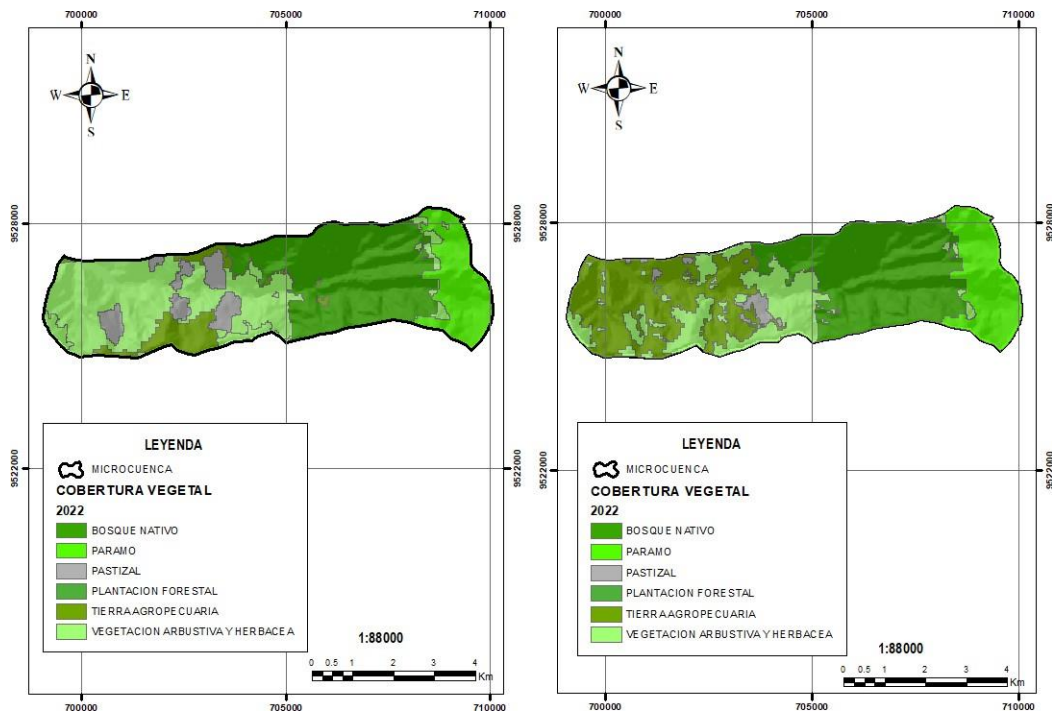 700000 705000 710000
N
W E
S
9528000 9528000
9522000 9522000
LEYENDA
MICROCUENCA
COBERTURA VEGETAL
2022
BOSQUE NATIVO
PARAMO
PASTIZAL
PLANTACION FORESTAL
TIERRA AGROPECUARIA
VEGETACION ARBUSTIVA Y HERBACEA
1:88000
0 0.5 1 2 3 4
Km
700000 705000 710000
700000 705000 710000
N
W E
S
9528000 9528000
9522000 9522000
LEYENDA
MICROCUENCA
COBERTURA VEGETAL
2022
BOSQUE NATIVO
PARAMO
PASTIZAL
PLANTACION FORESTAL
TIERRA AGROPECUARIA
VEGETACION ARBUSTIVA Y HERBACEA
1:88000
0 0.5 1 2 3 4
Km
700000 705000 710000